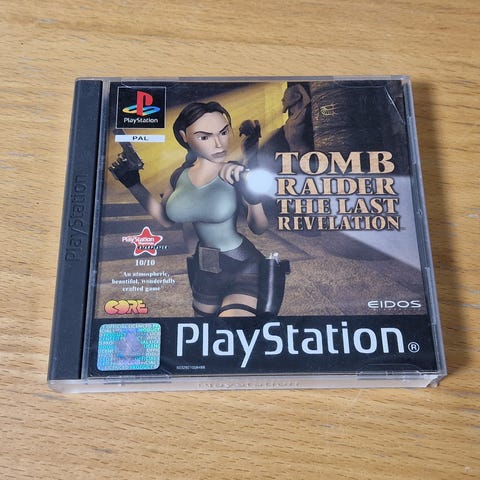 PlayStation
PAL
TOMB
RAIDER
THE LAST
REVELATION
PlayStation
10/10
"An atmospheric,
beautiful, wonderfully
crafted game"
CORE
EIDOS
PlayStation®
PlayStation
PlayStation